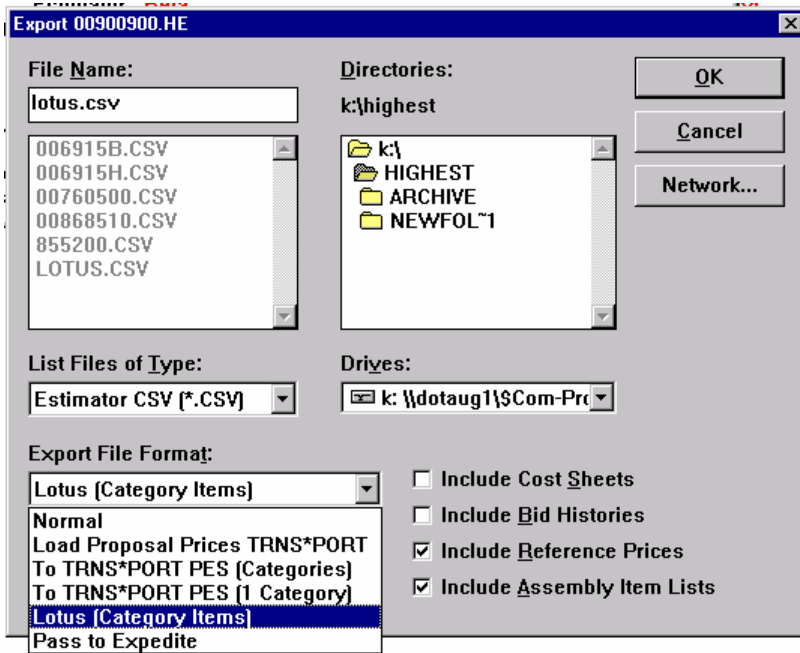 Export 00900900.HE
File Name:
lotus.csv
006915B.CSV
006915H.CSV
00760500.CSV
00868510.CSV
855200.CSV
LOTUS.CSV
Directories:
k:\highest
k:\
HIGHEST
ARCHIVE
NEWFOL~1
OK
Cancel
Network...
List Files of Type:
Estimator CSV (*.CSV)
Drives:
k: \\dotaug1\$Com-Pro
Export File Format:
Lotus (Category Items)
Normal
Load Proposal Prices TRNS*PORT
To TRNS*PORT PES (Categories)
To TRNS*PORT PES (1 Category)
Lotus (Category Items)
Pass to Expedite
Include Cost Sheets
Include Bid Histories
Include Reference Prices
Include Assembly Item Lists